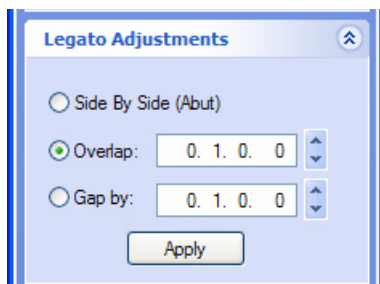 Legato Adjustments
Side By Side (Abut)
Overlap: 0. 1. 0. 0
Gap by: 0. 1. 0. 0
Apply